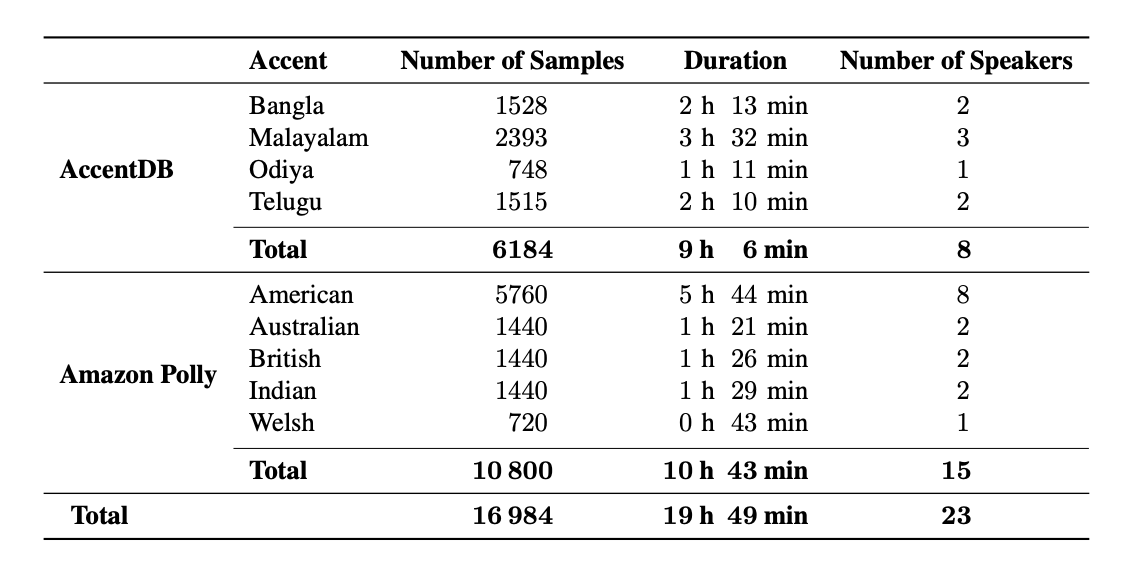 Accent Number of Samples Duration Number of Speakers
Bangla 1528 2 h 13 min 2
Malayalam 2393 3 h 32 min 3
AccentDB Odiya 748 1 h 11 min 1
Telugu 1515 2 h 10 min 2
Total 6184 9 h 6 min 8
American 5760 5 h 44 min 8
Australian 1440 1 h 21 min 2
British 1440 1 h 26 min 2
Amazon Polly
Indian 1440 1 h 29 min 2
Welsh 720 0 h 43 min 1
Total 10 800 10 h 43 min 15
Total 16 984 19 h 49 min 23